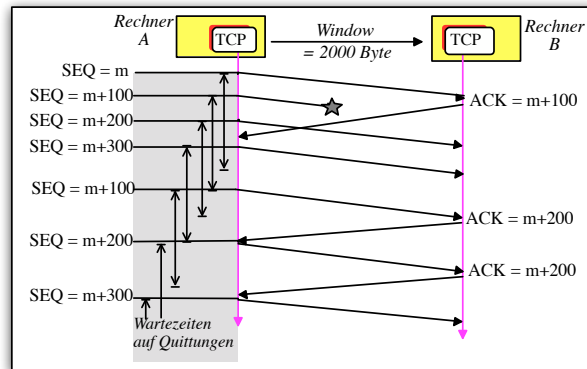 Rechner
A
TCP
Window
= 2000 Byte
TCP
Rechner
B
SEQ = m
SEQ = m+100
ACK = m+100
SEQ = m+200
SEQ = m+300
SEQ = m+100
ACK = m+200
SEQ = m+200
ACK = m+200
SEQ = m+300
Wartezeiten
auf Quittungen